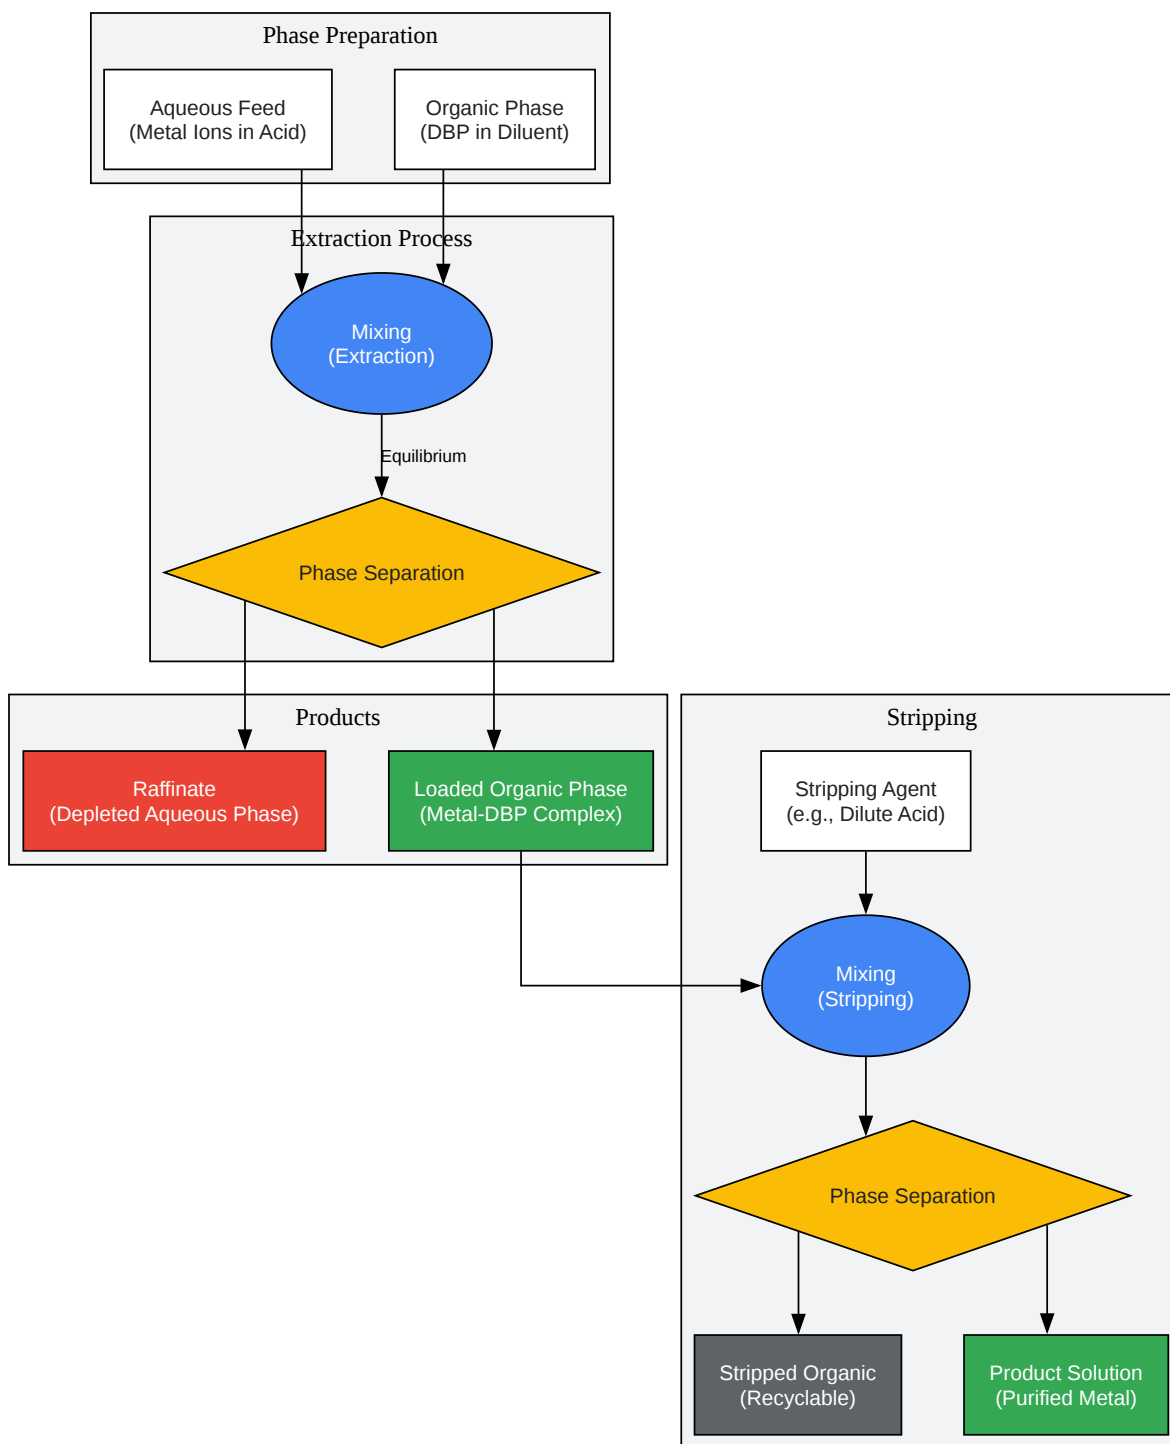 Phase Preparation
Aqueous Feed
(Metal Ions in Acid)
Organic Phase
(DBP in Diluent)
Extraction Process
Mixing
(Extraction)
Equilibrium
Phase Separation
Products
Raffinate
(Depleted Aqueous Phase)
Loaded Organic Phase
(Metal-DBP Complex)
Stripping
Stripping Agent
(e.g., Dilute Acid)
Mixing
(Stripping)
Phase Separation
Stripped Organic
(Recyclable)
Product Solution
(Purified Metal)